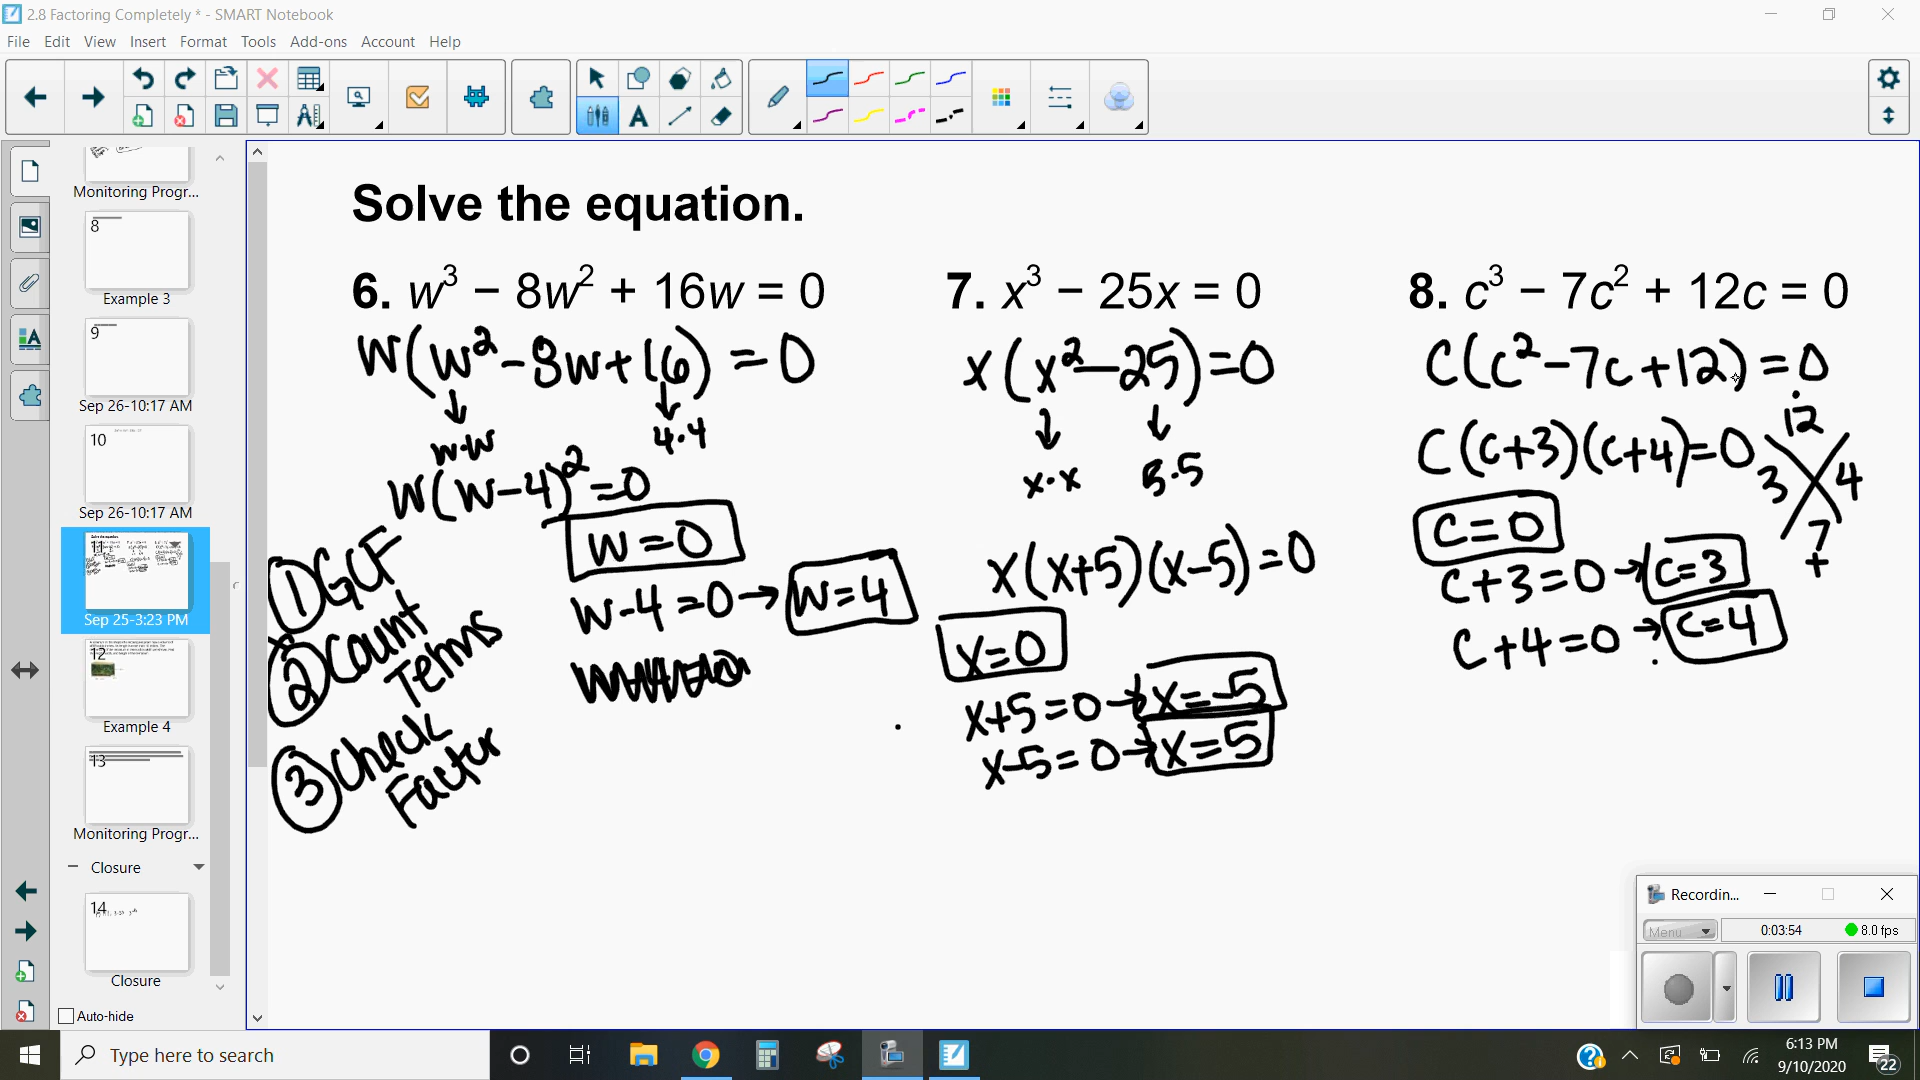 2.8 Factoring Completely * - SMART Notebook
File Edit View Insert Format Tools Add-ons Account Help
Monitoring Progr...
8
Example 3
9
Sep 26-10:17 AM
10
Sep 26-10:17 AM
11
Sep 25-3:23 PM
12
Example 4
13
Monitoring Progr...
Closure
14
Closure
Auto-hide
Solve the equation.
6. w³ − 8w² + 16w = 0
w(w²-8w+16) = 0
w·w 4·4
w(w-4)²=0
w=0
w-4=0→ w=4
① GCF
② Count Terms
③ Check Factor
7. x³ − 25x = 0
x(x²-25)=0
x·x 5·5
x(x+5)(x-5)=0
x=0
x+5=0→ x=-5
x-5=0→ x=5
8. c³ − 7c² + 12c = 0
c(c²-7c+12)=0
c(c+3)(c+4)=0
12
3 4
7
+
c=0
c+3=0→ c=3
c+4=0→ c=4
Recordin...
Menu 0:03:54 8.0 fps
Type here to search
6:13 PM
9/10/2020
22